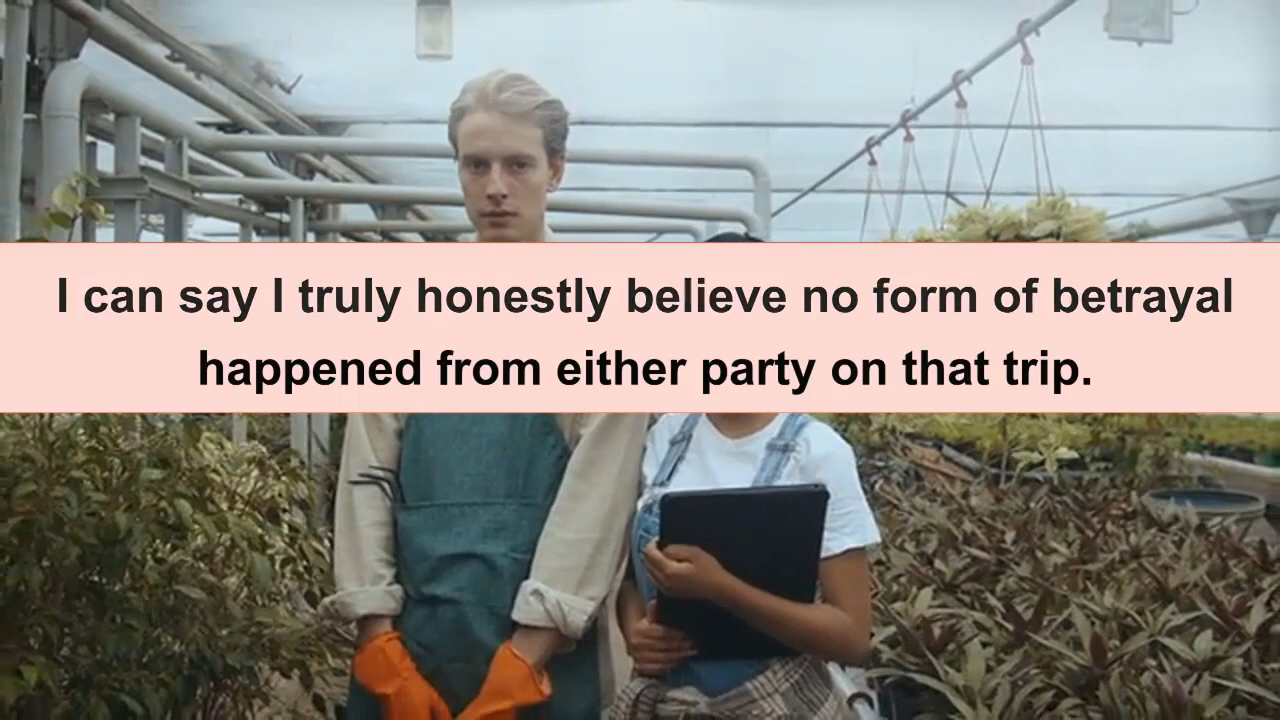 I can say I truly honestly believe no form of betrayal
happened from either party on that trip.